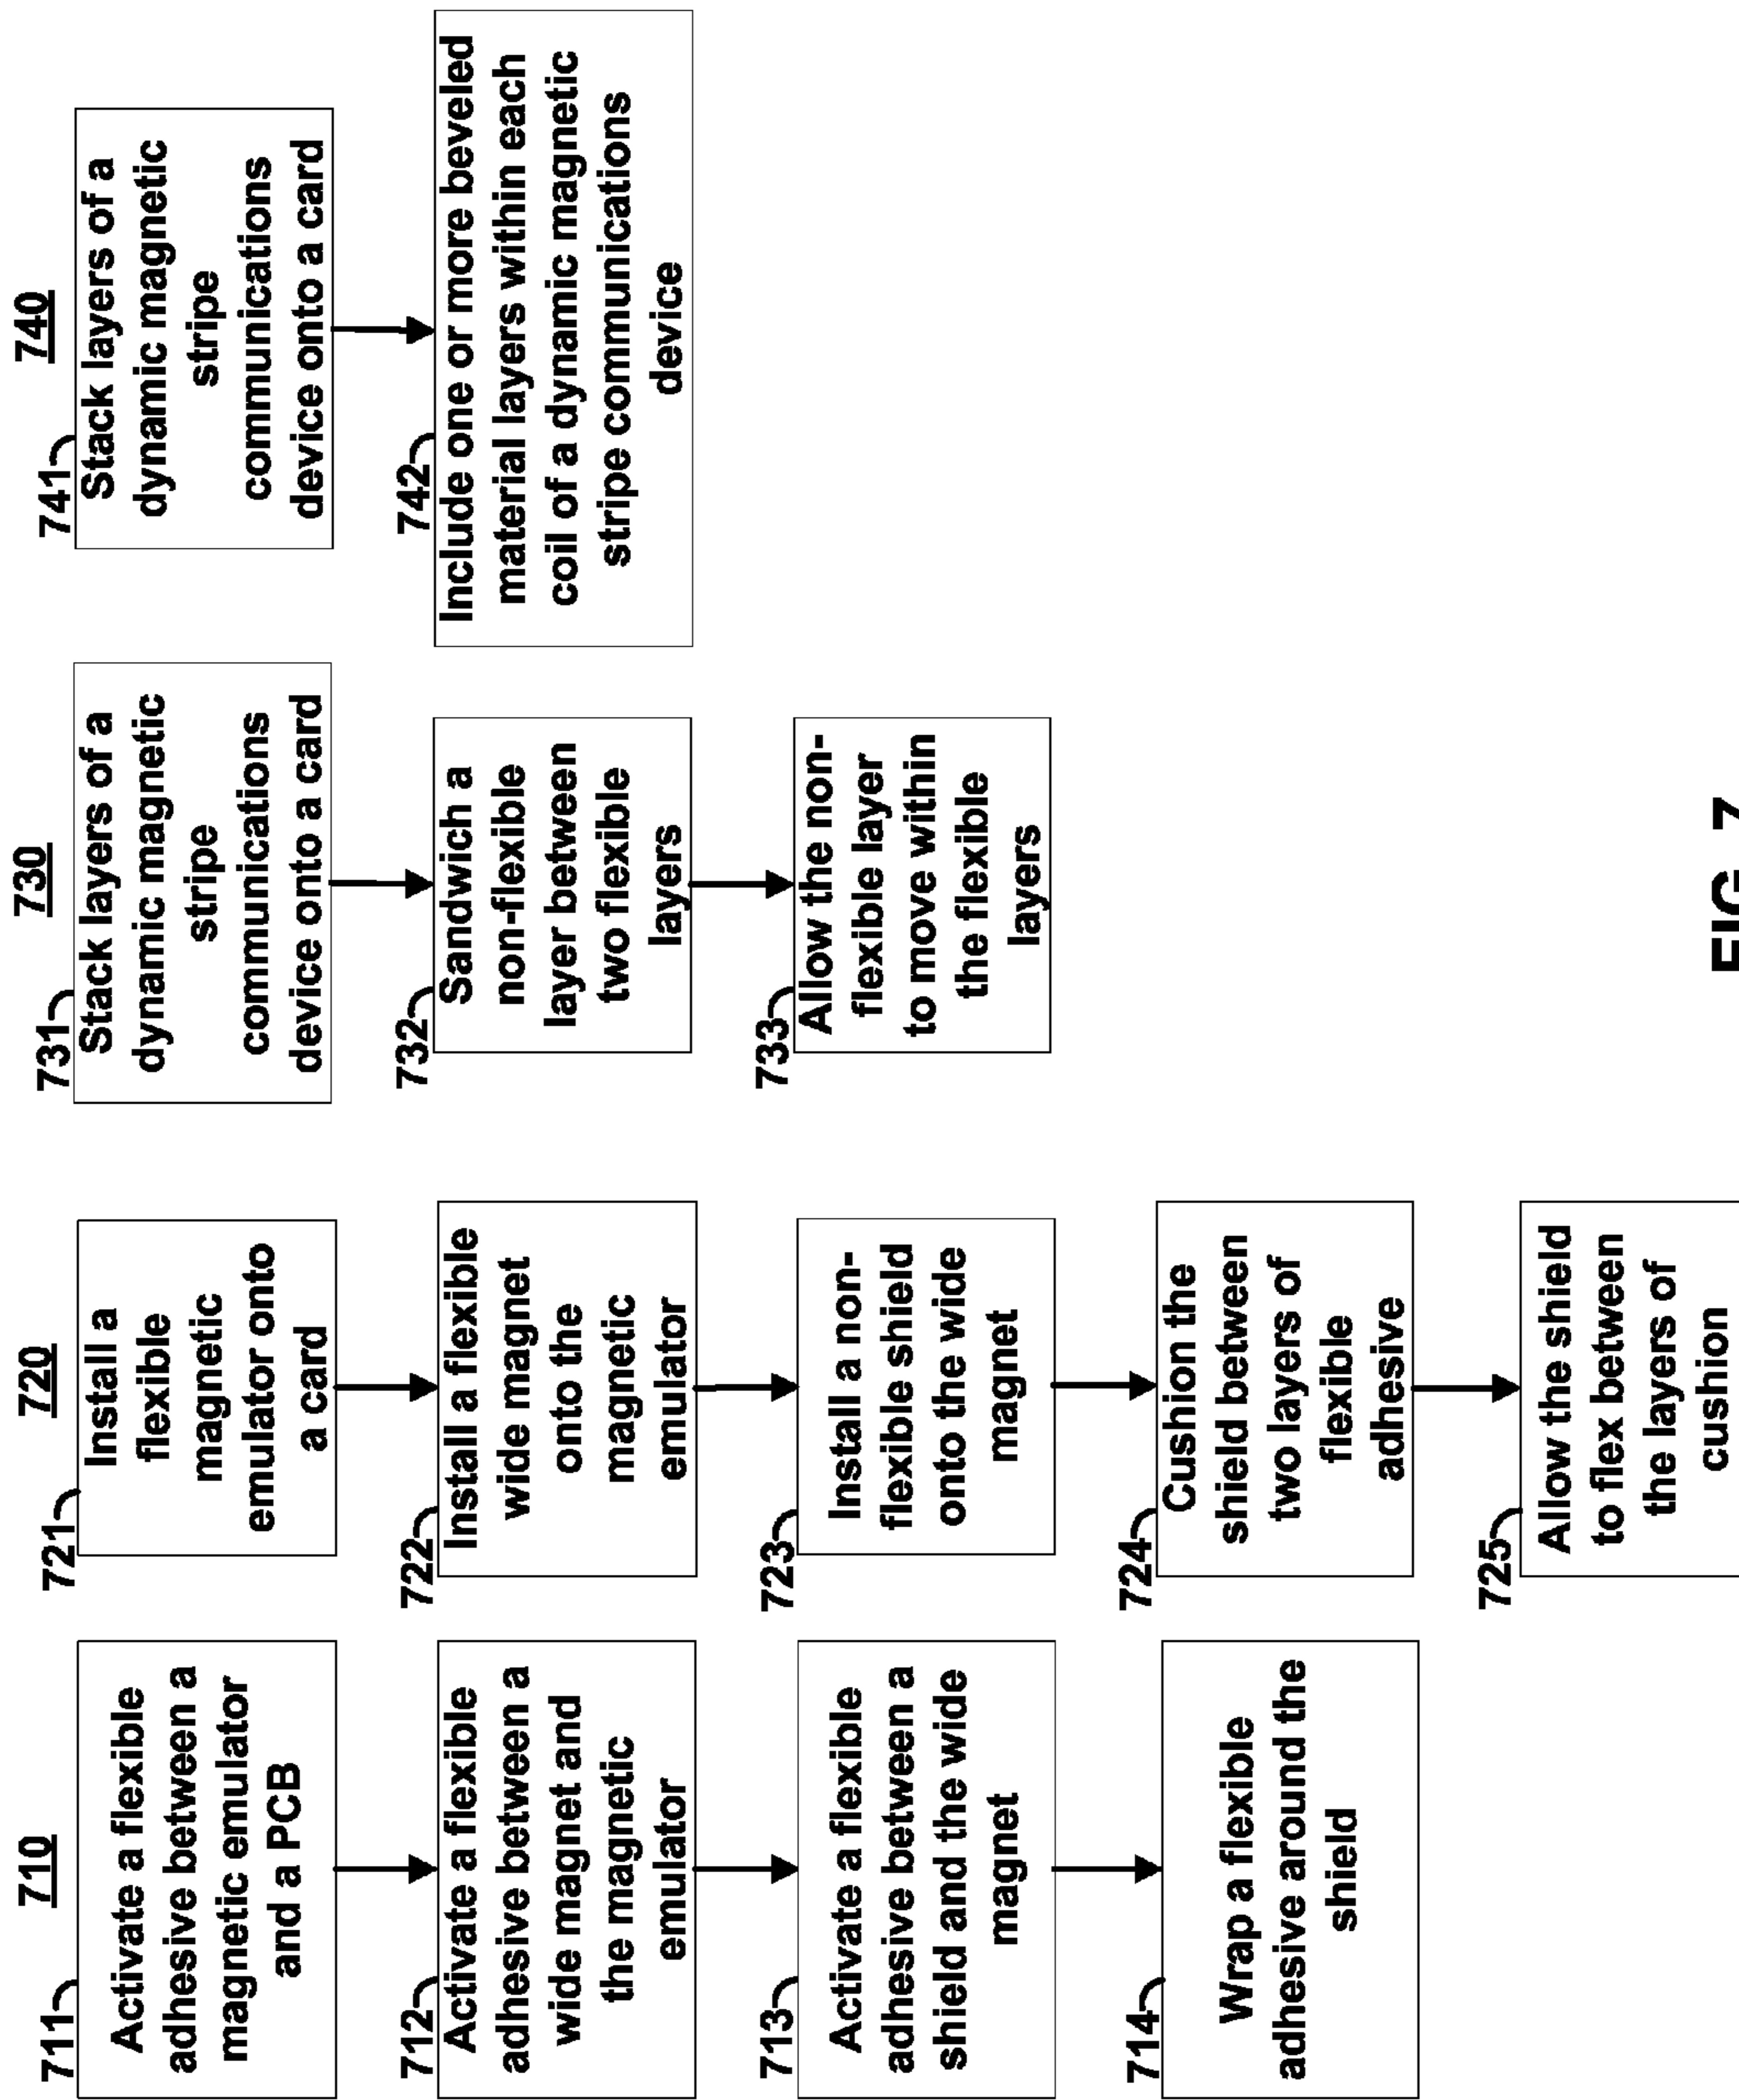 710
711
Activate a flexible
adhesive between a
magnetic emulator
and a PCB
712
Activate a flexible
adhesive between a
wide magnet and
the magnetic
emulator
713
Activate a flexible
adhesive between a
shield and the wide
magnet
714
Wrap a flexible
adhesive around the
shield
720
721
Install a
flexible
magnetic
emulator onto
a card
722
Install a flexible
wide magnet
onto the
magnetic
emulator
723
Install a non-
flexible shield
onto the wide
magnet
724
Cushion the
shield between
two layers of
flexible
adhesive
725
Allow the shield
to flex between
the layers of
cushion
730
731
Stack layers of a
dynamic magnetic
stripe
communications
device onto a card
732
Sandwich a
non-flexible
layer between
two flexible
layers
733
Allow the non-
flexible layer
to move within
the flexible
layers
740
741
Stack layers of a
dynamic magnetic
stripe
communications
device onto a card
742
Include one or more beveled
material layers within each
coil of a dynamic magnetic
stripe communications
device
FIG. 7